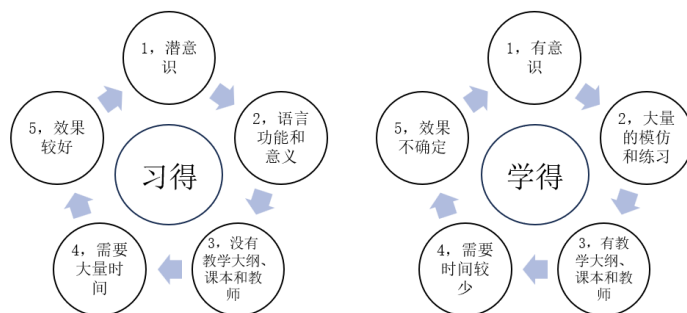 1，潜意
识
2，语言
功能和
意义
3，没有
教学大纲、
课本和教
师
4，需要
大量时
间
5，效果
较好
习得
1，有意
识
2，大量
的模仿
和练习
3，有教
学大纲、
课本和教
师
4，需要
时间较
少
5，效果
不确定
学得